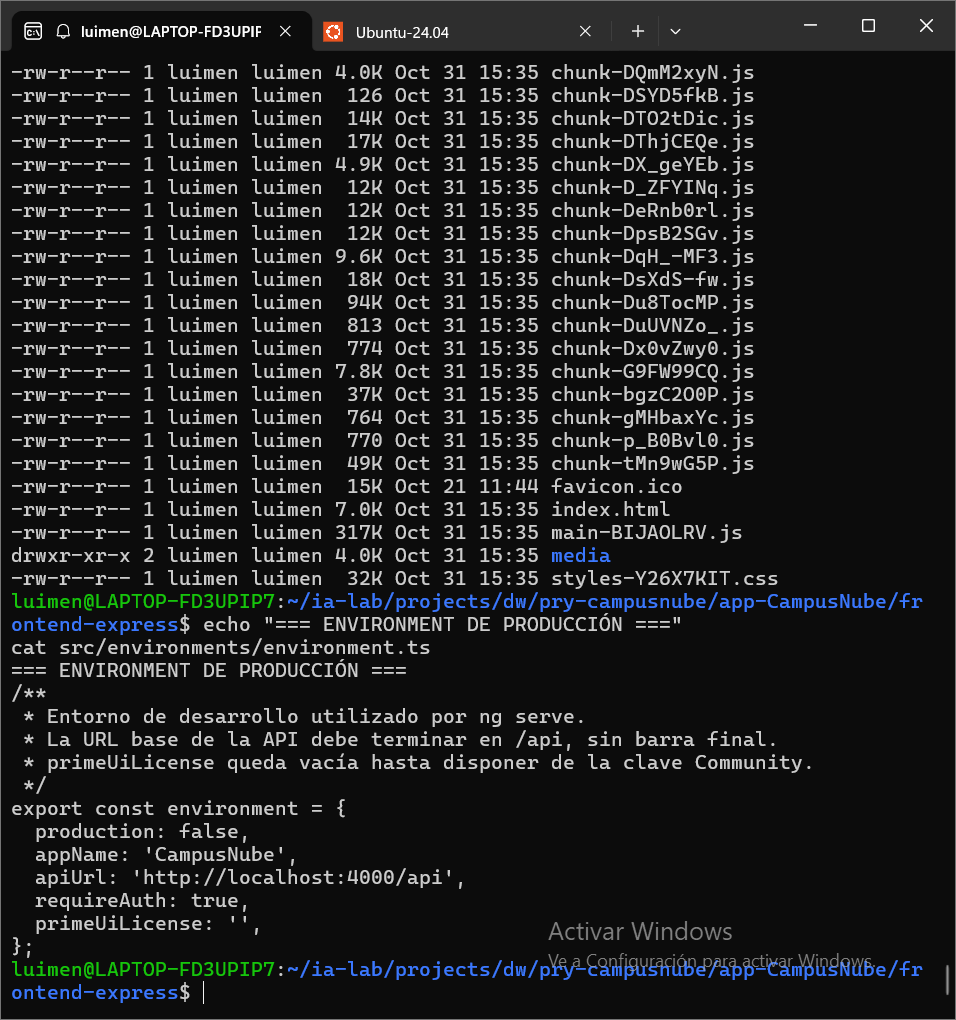 luimen@LAPTOP-FD3UPIF
Ubuntu-24.04
-rw-r--r-- 1 luimen luimen 4.0K Oct 31 15:35 chunk-DQmM2xyN.js
-rw-r--r-- 1 luimen luimen  126 Oct 31 15:35 chunk-DSYD5fkB.js
-rw-r--r-- 1 luimen luimen  14K Oct 31 15:35 chunk-DTO2tDic.js
-rw-r--r-- 1 luimen luimen  17K Oct 31 15:35 chunk-DThjCEQe.js
-rw-r--r-- 1 luimen luimen 4.9K Oct 31 15:35 chunk-DX_geYEb.js
-rw-r--r-- 1 luimen luimen  12K Oct 31 15:35 chunk-D_ZFYINq.js
-rw-r--r-- 1 luimen luimen  12K Oct 31 15:35 chunk-DeRnb0rl.js
-rw-r--r-- 1 luimen luimen  12K Oct 31 15:35 chunk-DpsB2SGv.js
-rw-r--r-- 1 luimen luimen 9.6K Oct 31 15:35 chunk-DqH_-MF3.js
-rw-r--r-- 1 luimen luimen  18K Oct 31 15:35 chunk-DsXdS-fw.js
-rw-r--r-- 1 luimen luimen  94K Oct 31 15:35 chunk-Du8TocMP.js
-rw-r--r-- 1 luimen luimen  813 Oct 31 15:35 chunk-DuUVNZo_.js
-rw-r--r-- 1 luimen luimen  774 Oct 31 15:35 chunk-Dx0vZwy0.js
-rw-r--r-- 1 luimen luimen 7.8K Oct 31 15:35 chunk-G9FW99CQ.js
-rw-r--r-- 1 luimen luimen  37K Oct 31 15:35 chunk-bgzC2O0P.js
-rw-r--r-- 1 luimen luimen  764 Oct 31 15:35 chunk-gMHbaxYc.js
-rw-r--r-- 1 luimen luimen  770 Oct 31 15:35 chunk-p_B0Bvl0.js
-rw-r--r-- 1 luimen luimen  49K Oct 31 15:35 chunk-tMn9wG5P.js
-rw-r--r-- 1 luimen luimen  15K Oct 21 11:44 favicon.ico
-rw-r--r-- 1 luimen luimen 7.0K Oct 31 15:35 index.html
-rw-r--r-- 1 luimen luimen 317K Oct 31 15:35 main-BIJAOLRV.js
drwxr-xr-x 2 luimen luimen 4.0K Oct 31 15:35 media
-rw-r--r-- 1 luimen luimen  32K Oct 31 15:35 styles-Y26X7KIT.css
luimen@LAPTOP-FD3UPIP7:~/ia-lab/projects/dw/pry-campusnube/app-CampusNube/fr
ontend-express$ echo "=== ENVIRONMENT DE PRODUCCIÓN ==="
cat src/environments/environment.ts
=== ENVIRONMENT DE PRODUCCIÓN ===
/**
 * Entorno de desarrollo utilizado por ng serve.
 * La URL base de la API debe terminar en /api, sin barra final.
 * primeUiLicense queda vacía hasta disponer de la clave Community.
 */
export const environment = {
  production: false,
  appName: 'CampusNube',
  apiUrl: 'http://localhost:4000/api',
  requireAuth: true,
  primeUiLicense: '',
};
Activar Windows
Ve a Configuración para activar Windows.
luimen@LAPTOP-FD3UPIP7:~/ia-lab/projects/dw/pry-campusnube/app-CampusNube/fr
ontend-express$